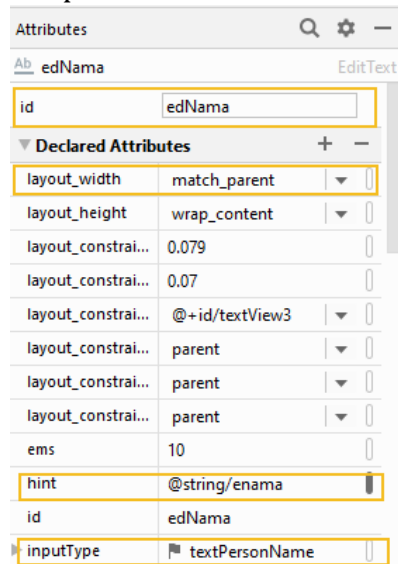 Attributes
Ab edNama EditText
id edNama
Declared Attributes
layout_width match_parent
layout_height wrap_content
layout_constrai... 0.079
layout_constrai... 0.07
layout_constrai... @+id/textView3
layout_constrai... parent
layout_constrai... parent
layout_constrai... parent
ems 10
hint @string/enama
id edNama
inputType textPersonName